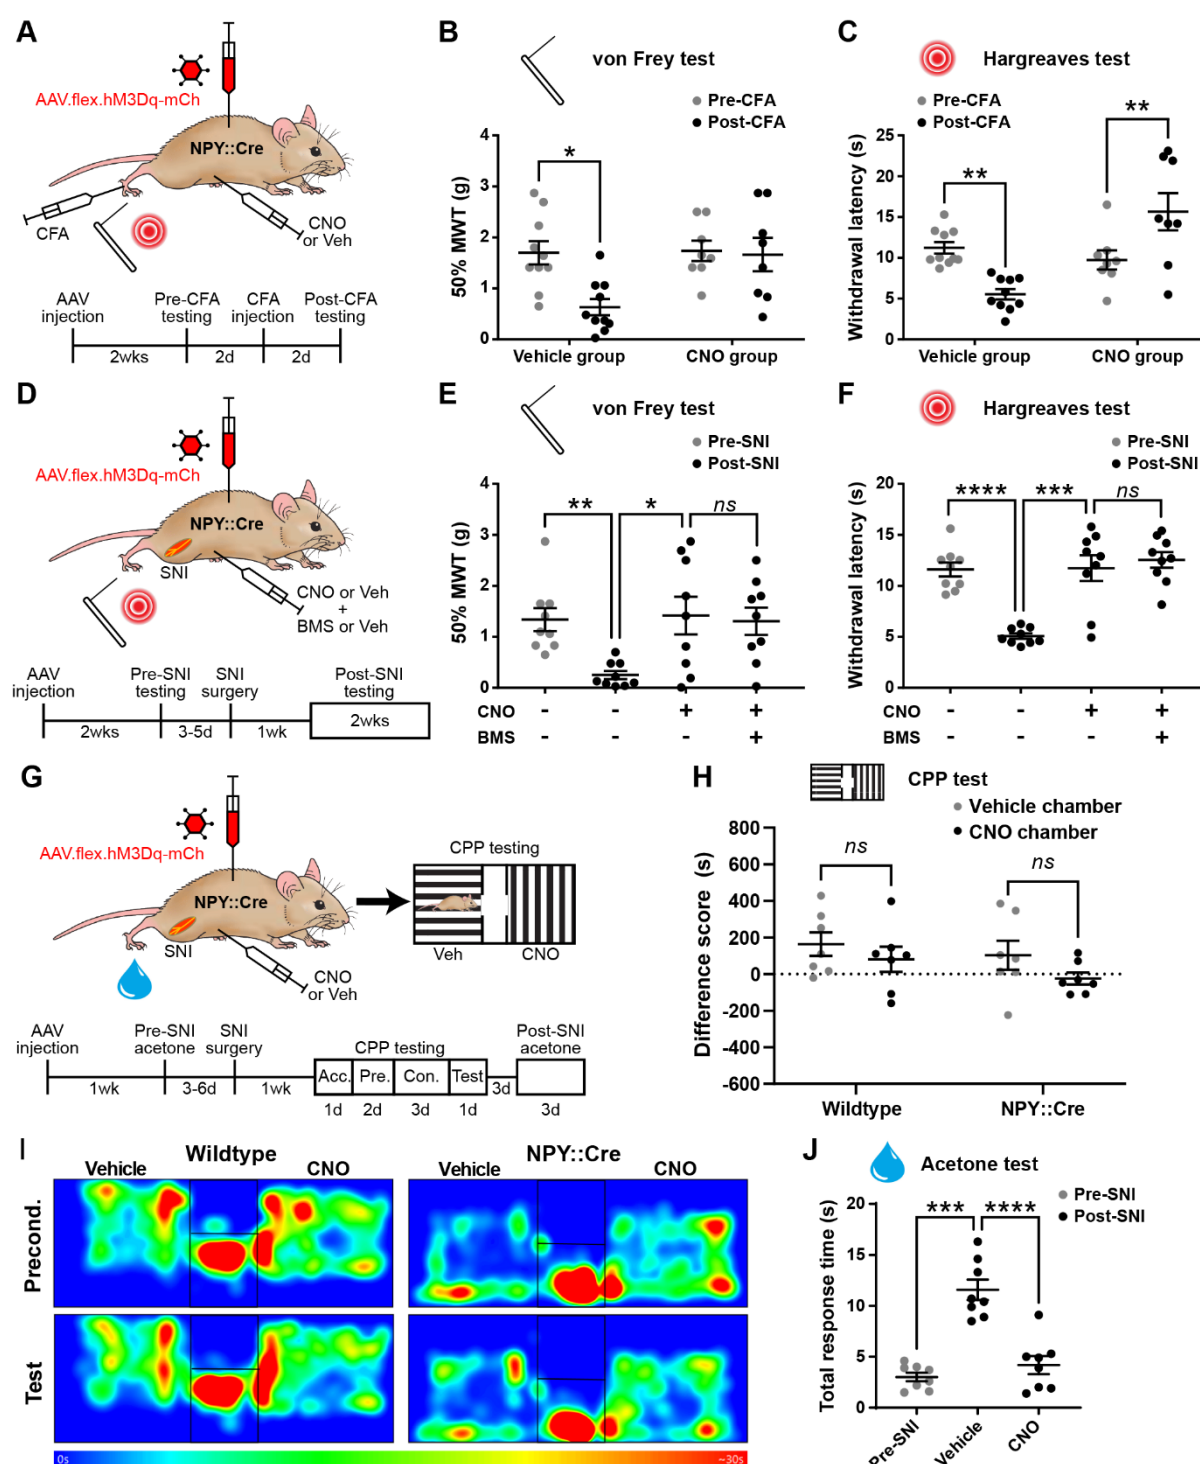 A
AAV.flex.hM3Dq-mCh
NPY::Cre
CFA
CNO
or Veh
AAV
injection
Pre-CFA
testing
CFA
injection
Post-CFA
testing
2wks
2d
2d
B
von Frey test
Pre-CFA
Post-CFA
50% MWT (g)
4
3
2
1
0
*
Vehicle group
CNO group
C
Hargreaves test
Pre-CFA
Post-CFA
Withdrawal latency (s)
25
20
15
10
5
0
**
**
Vehicle group
CNO group
D
AAV.flex.hM3Dq-mCh
NPY::Cre
SNI
CNO or Veh
+
BMS or Veh
AAV
injection
Pre-SNI
testing
SNI
surgery
Post-SNI
testing
2wks
3-5d
1wk
2wks
E
von Frey test
Pre-SNI
Post-SNI
50% MWT (g)
4
3
2
1
0
**
*
ns
CNO - - + +
BMS - - - +
F
Hargreaves test
Pre-SNI
Post-SNI
Withdrawal latency (s)
20
15
10
5
0
****
***
ns
CNO - - + +
BMS - - - +
G
AAV.flex.hM3Dq-mCh
NPY::Cre
SNI
CNO
or Veh
CPP testing
Veh
CNO
AAV
injection
Pre-SNI
acetone
SNI
surgery
CPP testing
Post-SNI
acetone
1wk
3-6d
1wk
Acc.
Pre.
Con.
Test
3d
1d
2d
3d
1d
3d
H
CPP test
Vehicle chamber
CNO chamber
Difference score (s)
800
600
400
200
0
-200
-400
-600
ns
ns
Wildtype
NPY::Cre
I
Wildtype
NPY::Cre
Vehicle
CNO
Vehicle
CNO
Precond.
Test
0s
~30s
J
Acetone test
Pre-SNI
Post-SNI
Total response time (s)
20
15
10
5
0
***
****
Pre-SNI
Vehicle
CNO